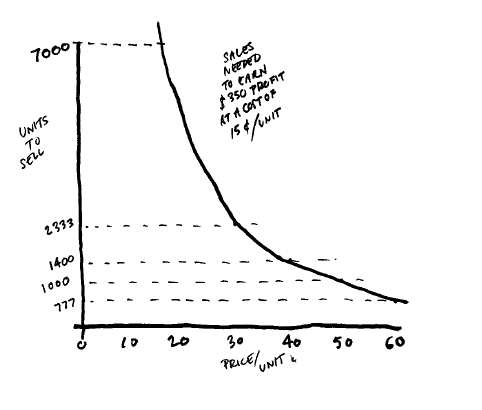 7000
SALES
NEEDED
TO EARN
$350 PROFIT
AT A COST OF
15 ¢/UNIT
UNITS
TO
SELL
2333
1400
1000
777
0 10 20 30 40 50 60
PRICE/UNIT